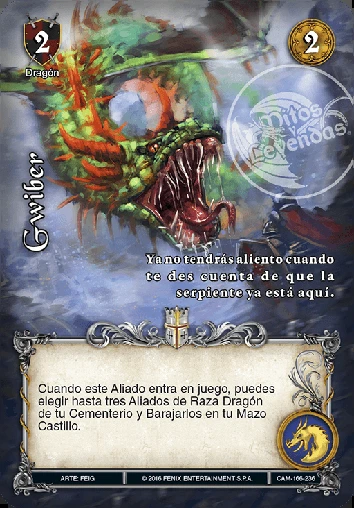 2
2
Dragón
Mitos
y
Leyendas
Gwiber
Ya no tendrás aliento cuando
te des cuenta de que la
serpiente ya está aquí.
Cuando este Aliado entra en juego, puedes
elegir hasta tres Aliados de Raza Dragón
de tu Cementerio y Barajarlos en tu Mazo
Castillo.
ARTE: FEIG
© 2016 FENIX ENTERTAINMENT S.P.A.
CAM-166-236